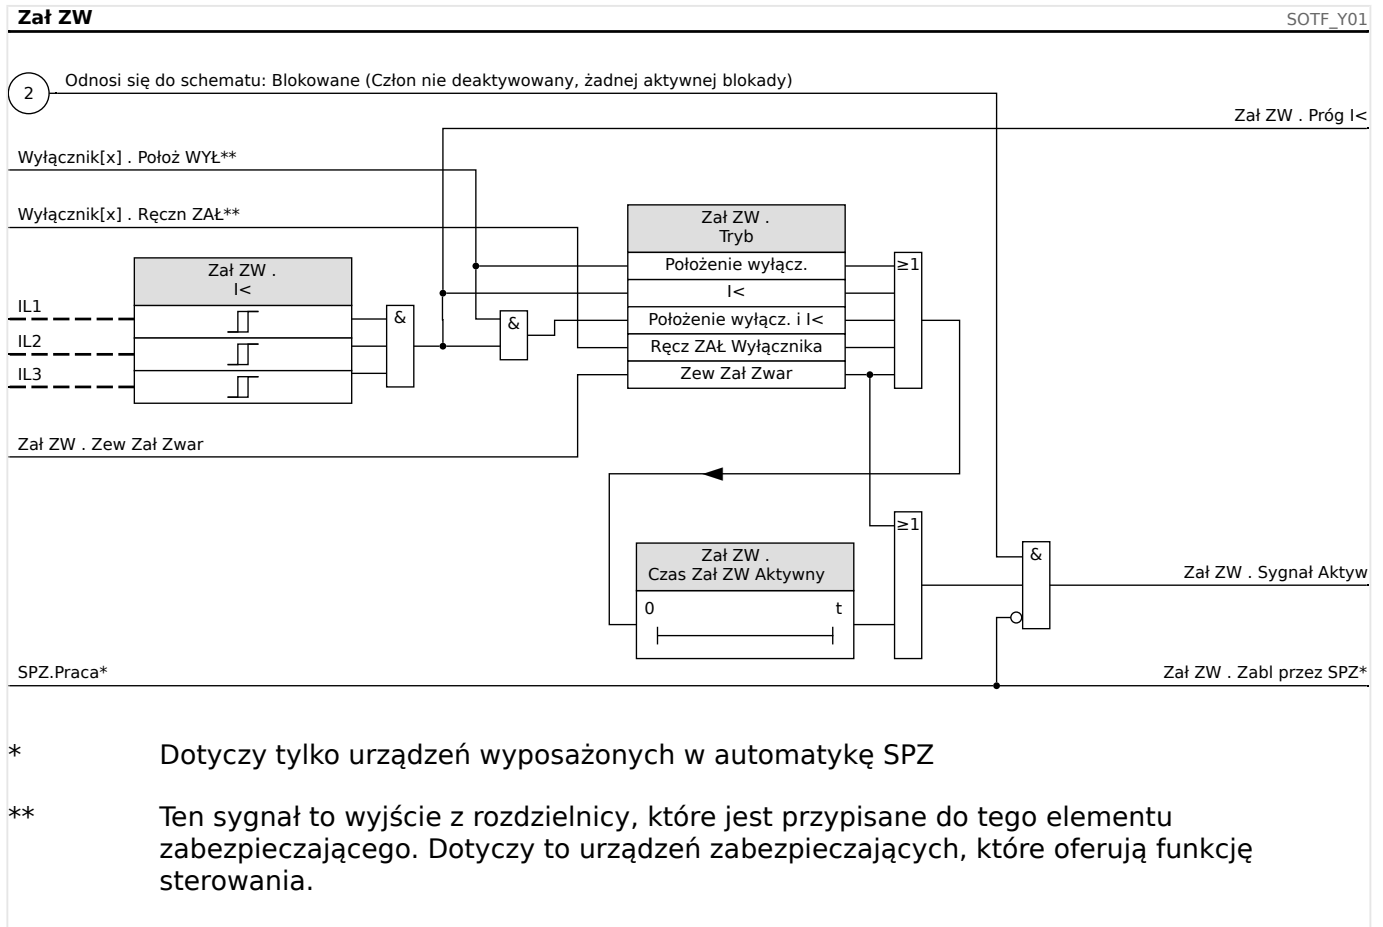 Zał ZW
SOTF_Y01
2
Odnosi się do schematu: Blokowane (Człon nie deaktywowany, żadnej aktywnej blokady)
Zał ZW . Próg I<
Wyłącznik[x] . Położ WYŁ**
Wyłącznik[x] . Ręczn ZAŁ**
Zał ZW .
Tryb
Położenie wyłącz.
I<
Położenie wyłącz. i I<
Ręcz ZAŁ Wyłącznika
Zew Zał Zwar
≥1
Zał ZW .
I<
IL1
IL2
IL3
&
&
Zał ZW . Zew Zał Zwar
≥1
Zał ZW .
Czas Zał ZW Aktywny
0 t
&
Zał ZW . Sygnał Aktyw
SPZ.Praca*
Zał ZW . Zabl przez SPZ*
* Dotyczy tylko urządzeń wyposażonych w automatykę SPZ
** Ten sygnał to wyjście z rozdzielnicy, które jest przypisane do tego elementu
zabezpieczającego. Dotyczy to urządzeń zabezpieczających, które oferują funkcję
sterowania.